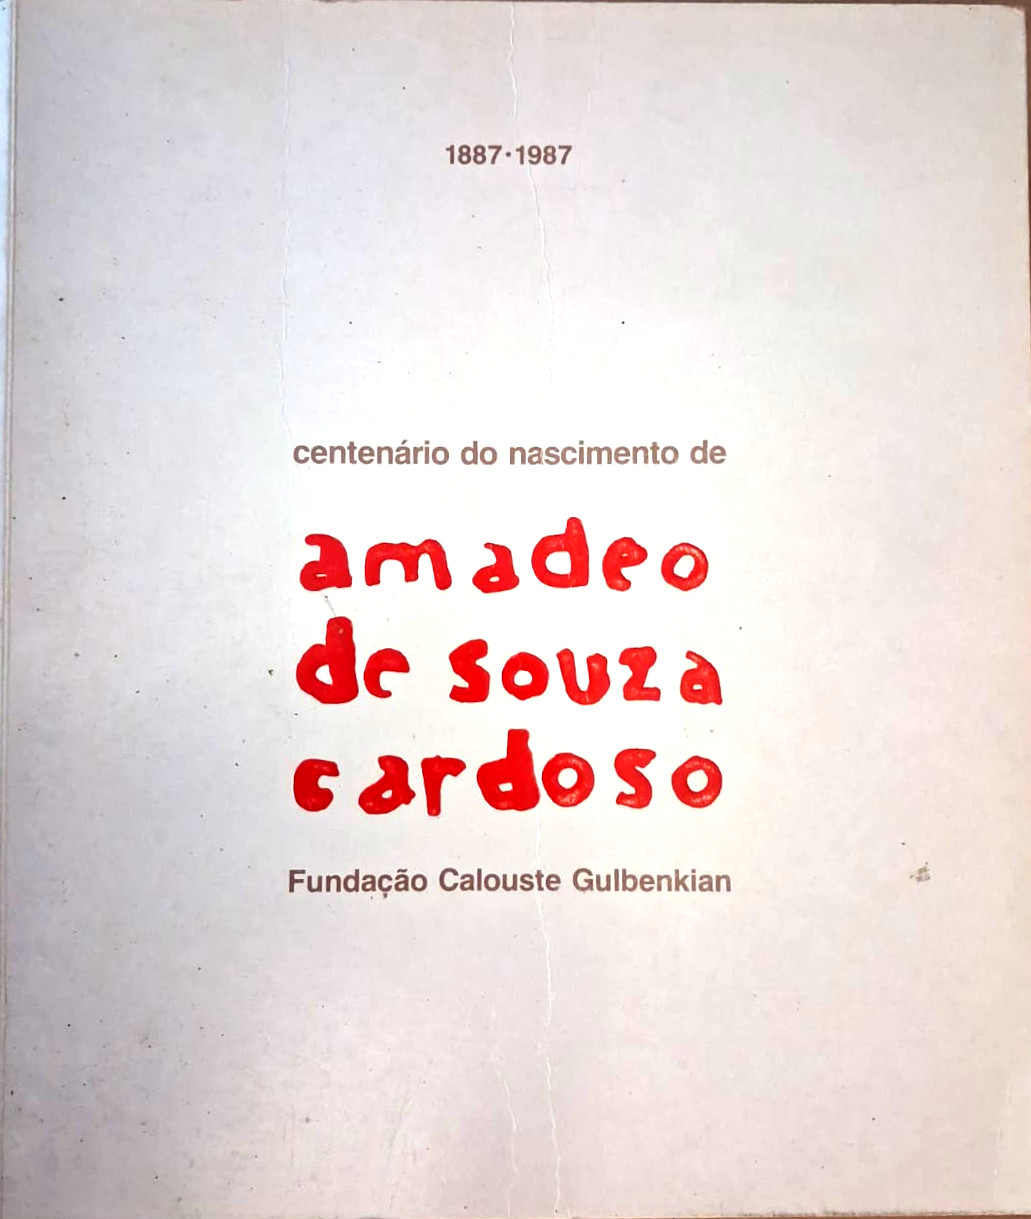 1887·1987
centenário do nascimento de
amadeo
de souza
cardoso
Fundação Calouste Gulbenkian